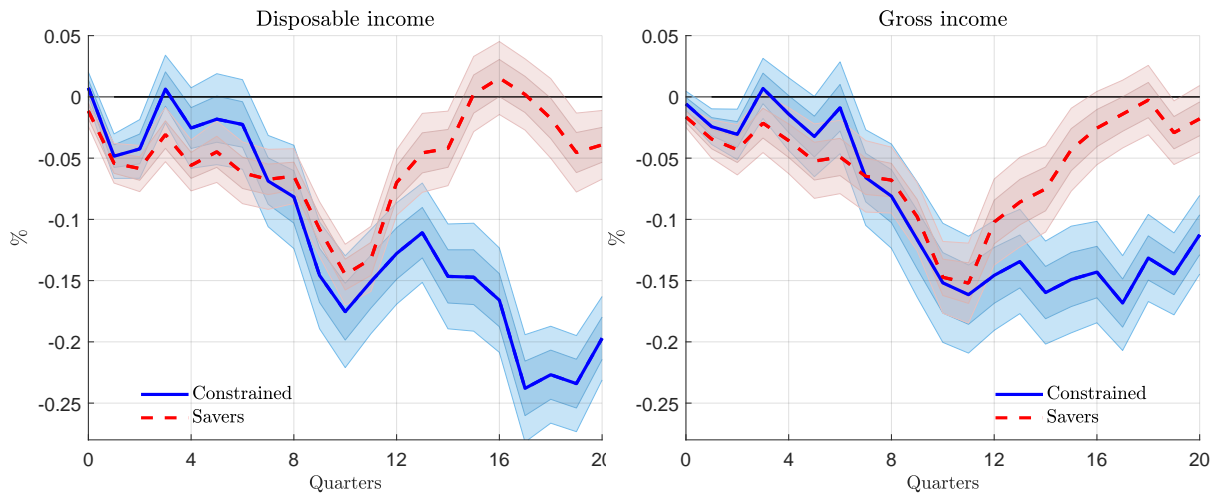 Disposable income
0.05
0
-0.05
-0.1
-0.15
-0.2
-0.25
%
Constrained
Savers
0 4 8 12 16 20
Quarters
Gross income
0.05
0
-0.05
-0.1
-0.15
-0.2
-0.25
%
Constrained
Savers
0 4 8 12 16 20
Quarters